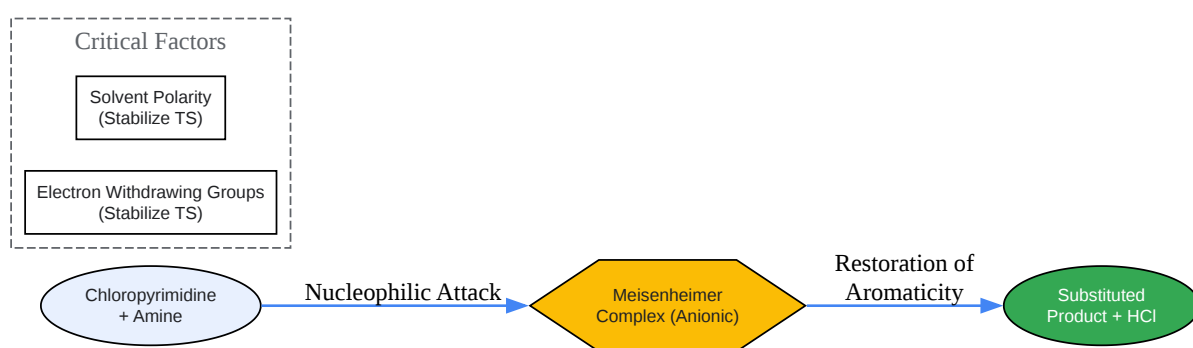 Critical Factors
Solvent Polarity
(Stabilize TS)
Electron Withdrawing Groups
(Stabilize TS)
Chloropyrimidine
+ Amine
Nucleophilic Attack
Meisenheimer
Complex (Anionic)
Restoration of
Aromaticity
Substituted
Product + HCl